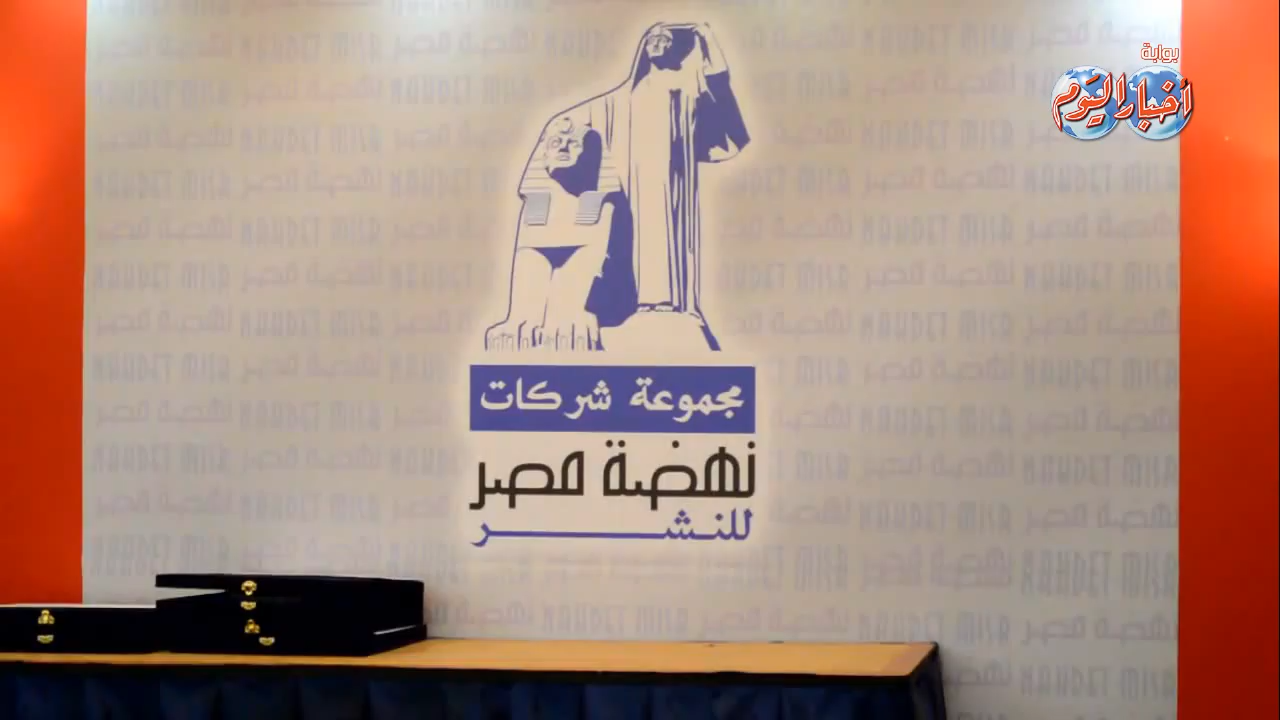 بوابة
أخبار اليوم
مجموعة شركات
نهضة مصر
للنشر